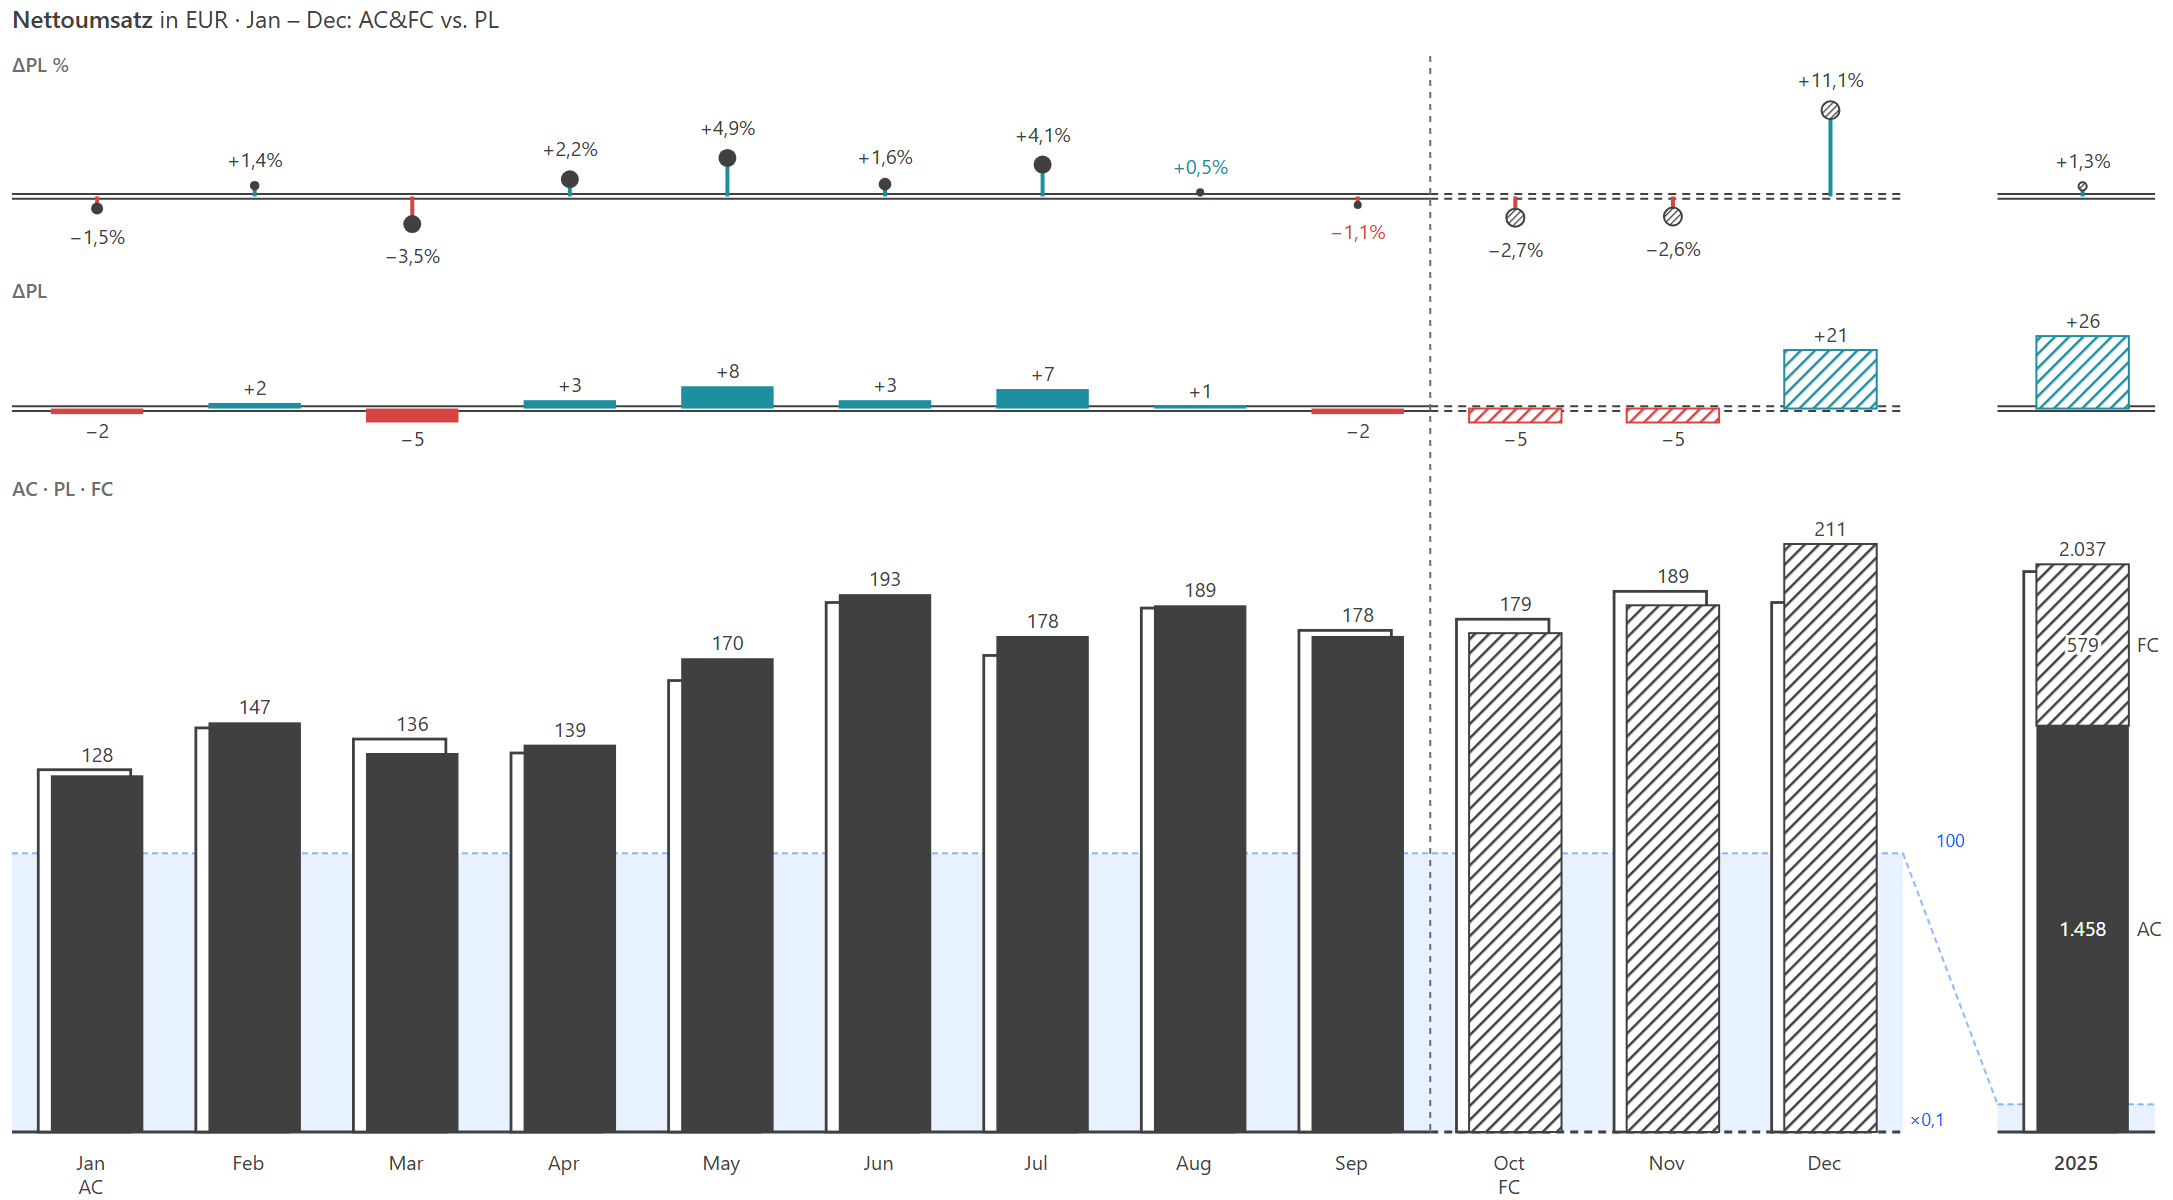 Nettoumsatz in EUR · Jan – Dec: AC&FC vs. PL
ΔPL %
−1,5% +1,4% −3,5% +2,2% +4,9% +1,6% +4,1% +0,5% −1,1% −2,7% −2,6% +11,1% +1,3%
ΔPL
−2 +2 −5 +3 +8 +3 +7 +1 −2 −5 −5 +21 +26
AC · PL · FC
128 147 136 139 170 193 178 189 178 179 189 211 2.037
579 FC
100
1.458 AC
×0,1
Jan Feb Mar Apr May Jun Jul Aug Sep Oct Nov Dec 2025
AC FC